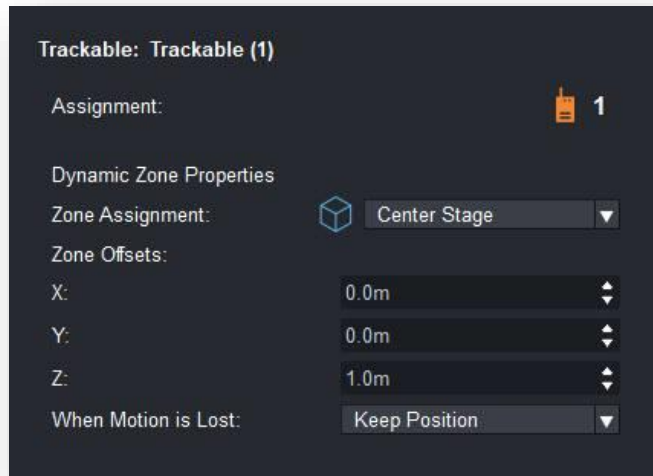 Trackable: Trackable (1)
Assignment: 1
Dynamic Zone Properties
Zone Assignment: Center Stage
Zone Offsets:
X: 0.0m
Y: 0.0m
Z: 1.0m
When Motion is Lost: Keep Position